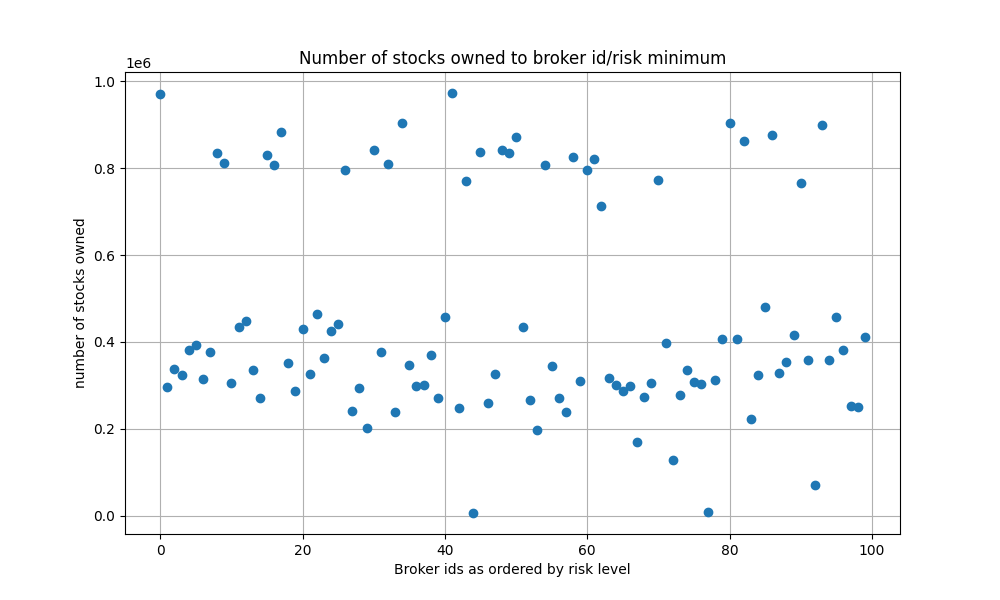 Number of stocks owned to broker id/risk minimum
1e6
1.0
0.8
0.6
0.4
0.2
0.0
number of stocks owned
0 20 40 60 80 100
Broker ids as ordered by risk level